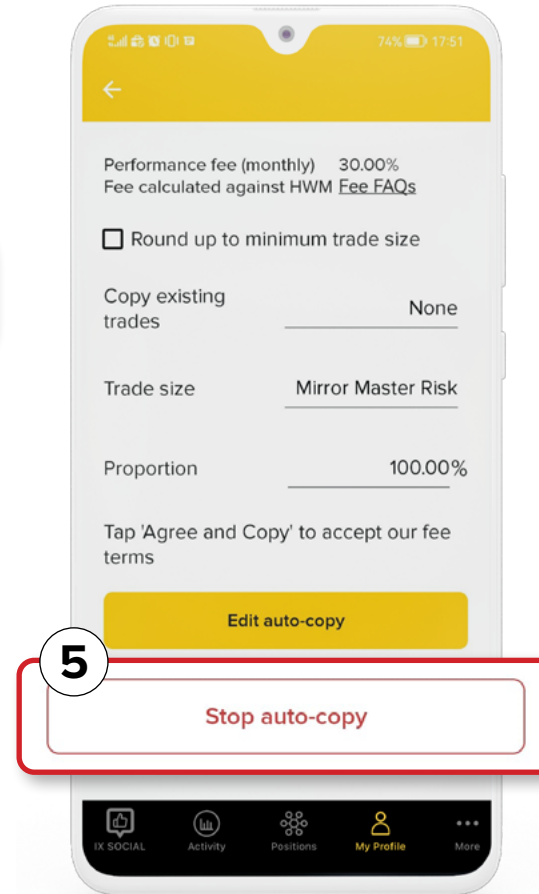 74% 17:51
Performance fee (monthly) 30.00%
Fee calculated against HWM Fee FAQs
Round up to minimum trade size
Copy existing trades
None
Trade size
Mirror Master Risk
Proportion
100.00%
Tap 'Agree and Copy' to accept our fee
terms
Edit auto-copy
5
Stop auto-copy
IX SOCIAL
Activity
Positions
My Profile
More